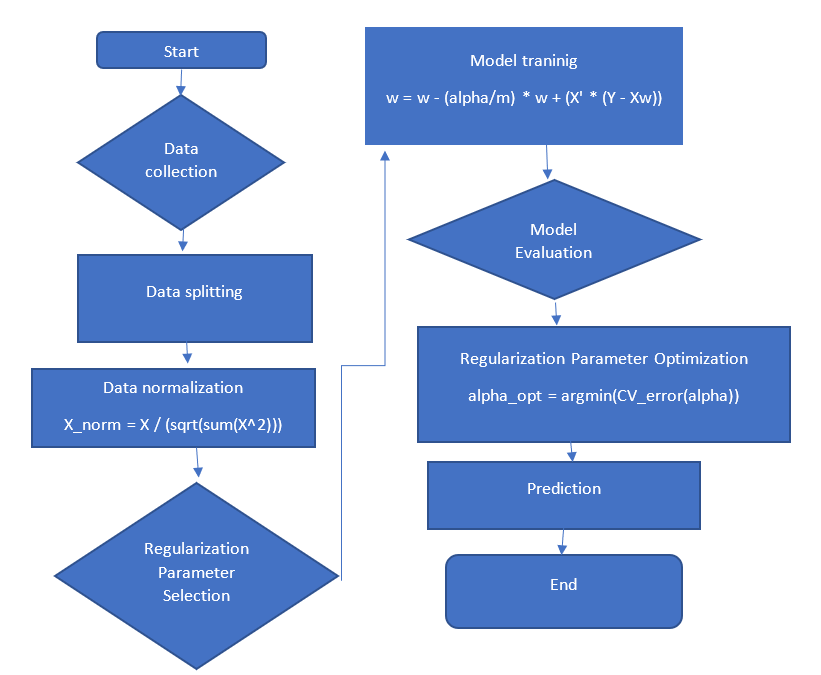 Start
Data
collection
Data splitting
Data normalization
X_norm = X / (sqrt(sum(X^2)))
Regularization
Parameter
Selection
Model traninig
w = w - (alpha/m) * w + (X' * (Y - Xw))
Model
Evaluation
Regularization Parameter Optimization
alpha_opt = argmin(CV_error(alpha))
Prediction
End